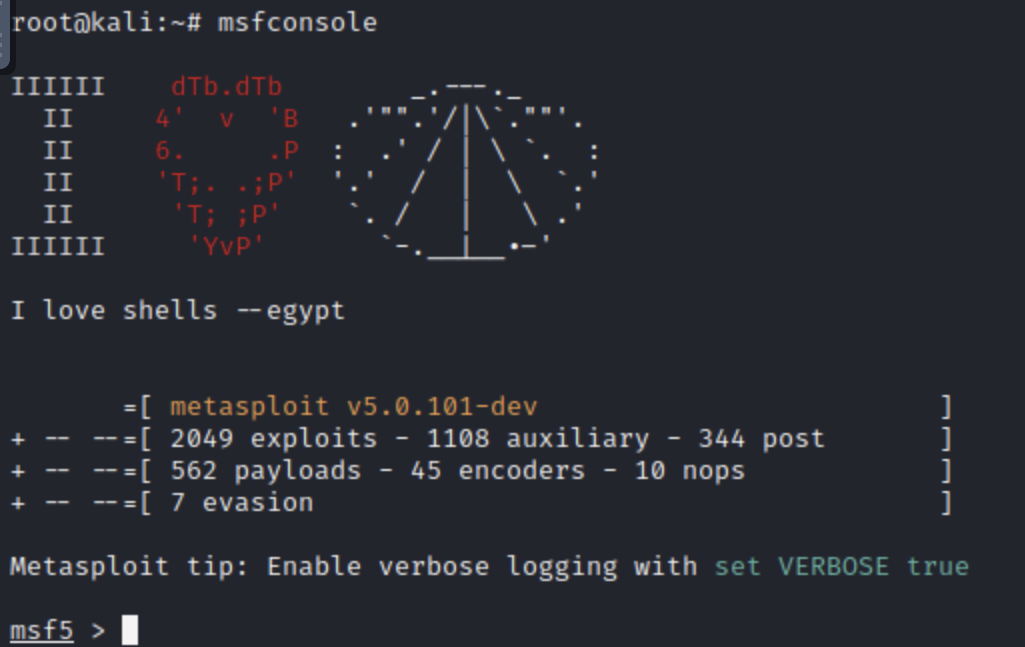 root@kali:~# msfconsole
IIIIII    dTb.dTb        _.---._
  II     4'  v  'B   .'"".'/|\`.""'.
  II     6.     .P  :  .' / | \ `.  :
  II     'T;. .;P'  '.'  /  |  \  `.'
  II      'T; ;P'    `. /   |   \ .'
IIIIII     'YvP'       `-.__|__.-'
I love shells --egypt
       =[ metasploit v5.0.101-dev                         ]
+ -- --=[ 2049 exploits - 1108 auxiliary - 344 post       ]
+ -- --=[ 562 payloads - 45 encoders - 10 nops            ]
+ -- --=[ 7 evasion                                       ]
Metasploit tip: Enable verbose logging with set VERBOSE true
msf5 >